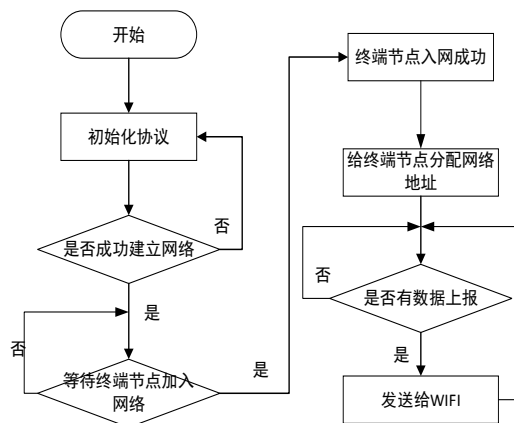 开始
初始化协议
否
是否成功建立网络
是
否
等待终端节点加入
网络
是
终端节点入网成功
给终端节点分配网络
地址
否
是否有数据上报
是
发送给WIFI